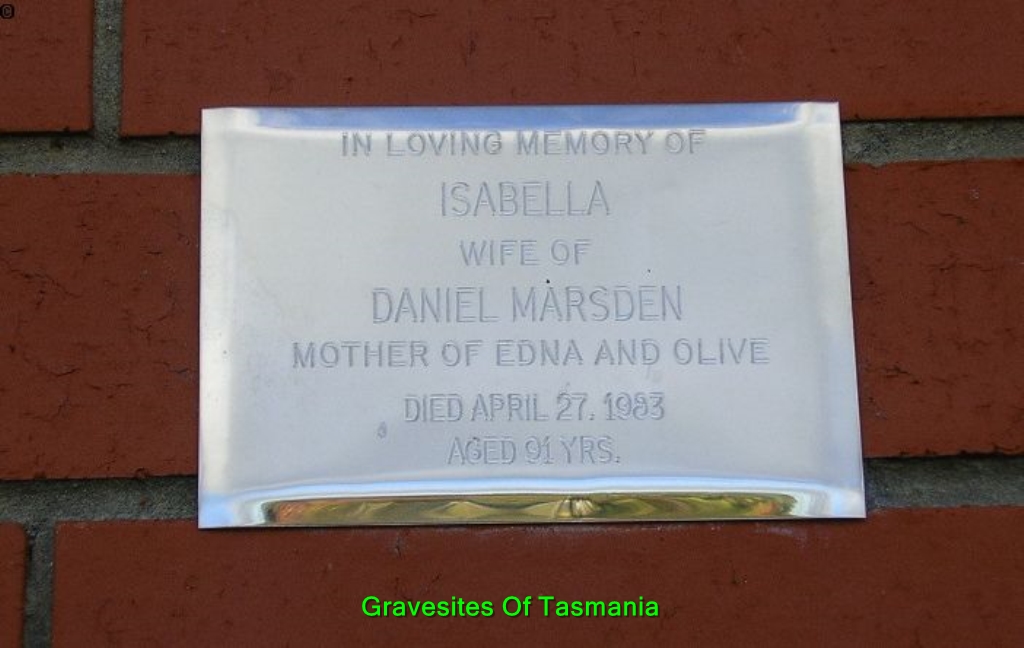 ©
IN LOVING MEMORY OF
ISABELLA
WIFE OF
DANIEL MARSDEN
MOTHER OF EDNA AND OLIVE
DIED APRIL 27. 1983
AGED 91 YRS.
Gravesites Of Tasmania